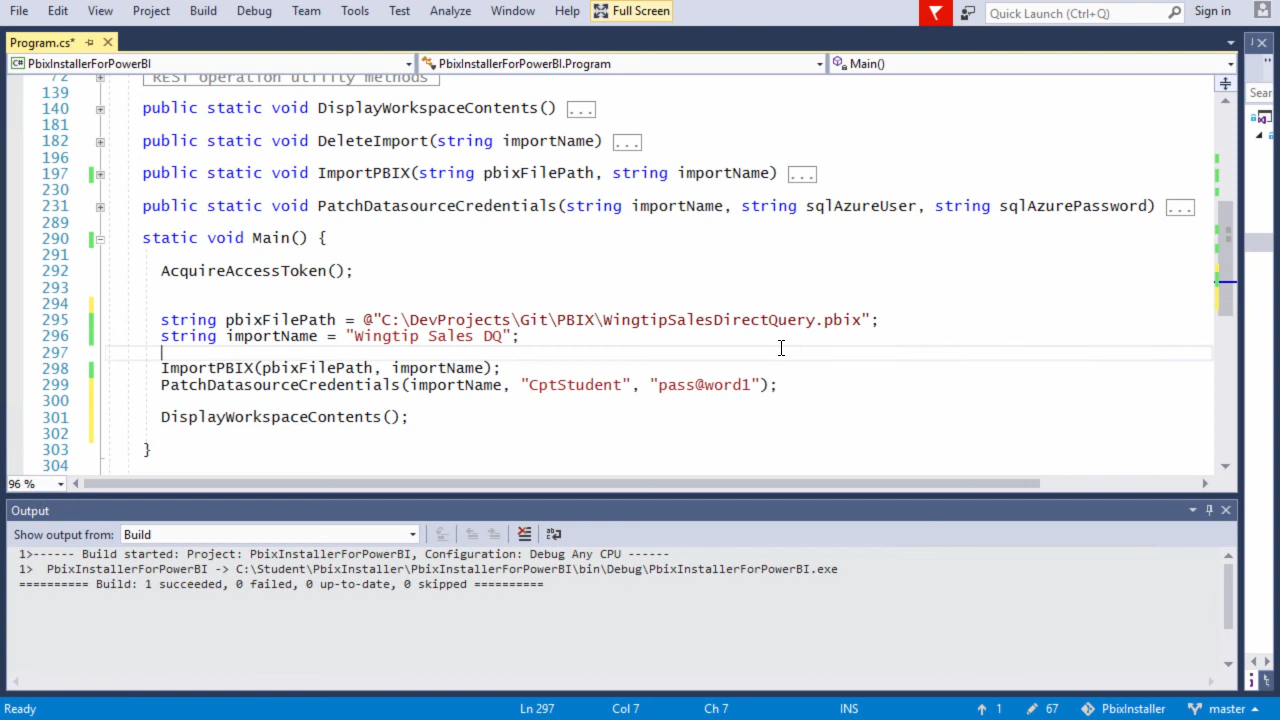 File Edit View Project Build Debug Team Tools Test Analyze Window Help Full Screen Quick Launch (Ctrl+Q) Sign in
Program.cs*
PbixInstallerForPowerBI PbixInstallerForPowerBI.Program Main() Sear
72 REST operation utility methods
139
140 public static void DisplayWorkspaceContents() ...
181
182 public static void DeleteImport(string importName) ...
196
197 public static void ImportPBIX(string pbixFilePath, string importName) ...
230
231 public static void PatchDatasourceCredentials(string importName, string sqlAzureUser, string sqlAzurePassword) ...
289
290 static void Main() {
291
292 AcquireAccessToken();
293
294
295 string pbixFilePath = @"C:\DevProjects\Git\PBIX\WingtipSalesDirectQuery.pbix";
296 string importName = "Wingtip Sales DQ";
297
298 ImportPBIX(pbixFilePath, importName);
299 PatchDatasourceCredentials(importName, "CptStudent", "pass@word1");
300
301 DisplayWorkspaceContents();
302
303 }
304
96 %
Output
Show output from: Build
1>------ Build started: Project: PbixInstallerForPowerBI, Configuration: Debug Any CPU ------
1> PbixInstallerForPowerBI -> C:\Student\PbixInstaller\PbixInstallerForPowerBI\bin\Debug\PbixInstallerForPowerBI.exe
========== Build: 1 succeeded, 0 failed, 0 up-to-date, 0 skipped ==========
Ready Ln 297 Col 7 Ch 7 INS 1 67 PbixInstaller master